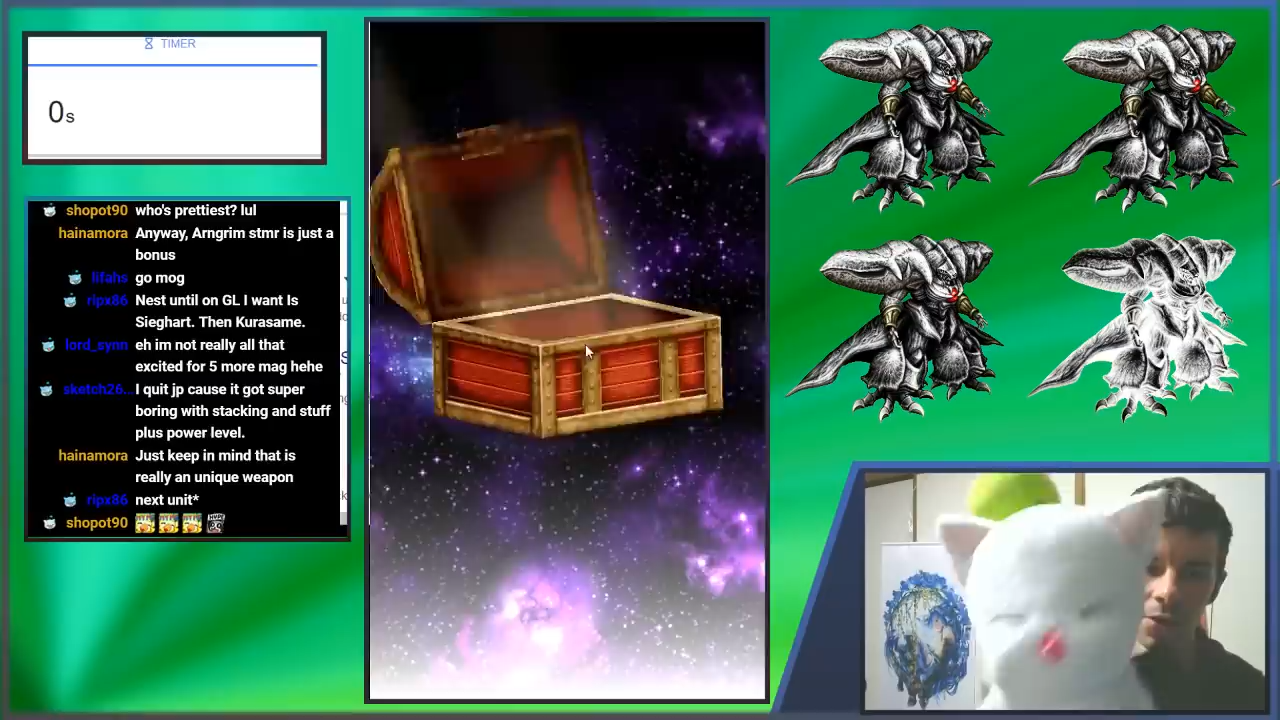 TIMER
0s
shopot90 who's prettiest? lul
hainamora Anyway, Arngrim stmr is just a
bonus
lifahs go mog
ripx86 Nest until on GL I want Is
Sieghart. Then Kurasame.
lord_synn eh im not really all that
excited for 5 more mag hehe
sketch26... I quit jp cause it got super
boring with stacking and stuff
plus power level.
hainamora Just keep in mind that is
really an unique weapon
ripx86 next unit*
shopot90